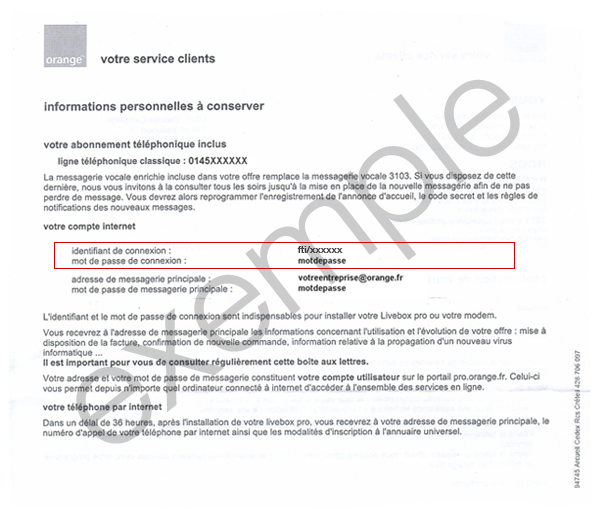 orange™
votre service clients
informations personnelles à conserver
votre abonnement téléphonique inclus
ligne téléphonique classique : 0145XXXXXX
La messagerie vocale enrichie incluse dans votre offre remplace la messagerie vocale 3103. Si vous disposez de cette
dernière, nous vous invitons à la consulter tous les soirs jusqu'à la mise en place de la nouvelle messagerie afin de ne pas
perdre de message. Vous devrez alors reprogrammer l'enregistrement de l'annonce d'accueil, le code secret et les règles de
notifications des nouveaux messages.
votre compte internet
identifiant de connexion : fti/xxxxxx
mot de passe de connexion : motdepasse
adresse de messagerie principale : votreentreprise@orange.fr
mot de passe de messagerie principale : motdepasse
L'identifiant et le mot de passe de connexion sont indispensables pour installer votre Livebox pro ou votre modem.
Vous recevrez à l'adresse de messagerie principale les informations concernant l'utilisation et l'évolution de votre offre : mise à
disposition de la facture, confirmation de nouvelle commande, information relative à la propagation d'un nouveau virus
informatique ...
Il est important pour vous de consulter régulièrement cette boîte aux lettres.
Votre adresse et votre mot de passe de messagerie constituent votre compte utilisateur sur le portail pro.orange.fr. Celui-ci
vous permet depuis n'importe quel ordinateur connecté à internet d'accéder à l'ensemble des services en ligne.
votre téléphone par internet
Dans un délai de 36 heures, après l'installation de votre livebox pro, vous recevrez à votre adresse de messagerie principale, le
numéro d'appel de votre téléphone par internet ainsi que les modalités d'inscription à l'annuaire universel.
exemple
94745 Arcueil Cedex Rcs Créteil 428 706 097